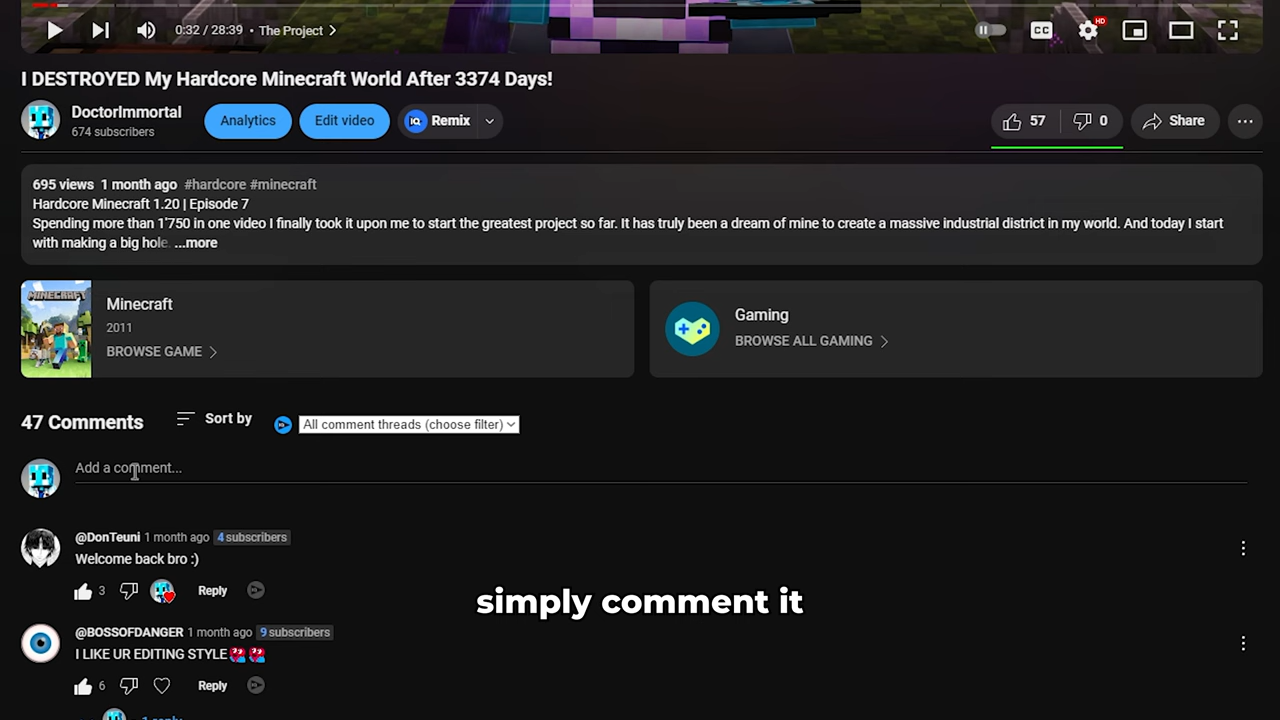 0:32 / 28:39 • The Project
CC
HD
I DESTROYED My Hardcore Minecraft World After 3374 Days!
DoctorImmortal
674 subscribers
Analytics
Edit video
IQ
Remix
57
0
Share
695 views 1 month ago #hardcore #minecraft
Hardcore Minecraft 1.20 | Episode 7
Spending more than 1'750 in one video I finally took it upon me to start the greatest project so far. It has truly been a dream of mine to create a massive industrial district in my world. And today I start
with making a big hole. ...more
MINECRAFT
Minecraft
2011
BROWSE GAME
Gaming
BROWSE ALL GAMING
47 Comments
Sort by
All comment threads (choose filter)
Add a comment...
@DonTeuni 1 month ago 4 subscribers
Welcome back bro :)
3
Reply
simply comment it
@BOSSOFDANGER 1 month ago 9 subscribers
I LIKE UR EDITING STYLE
6
Reply
1 reply